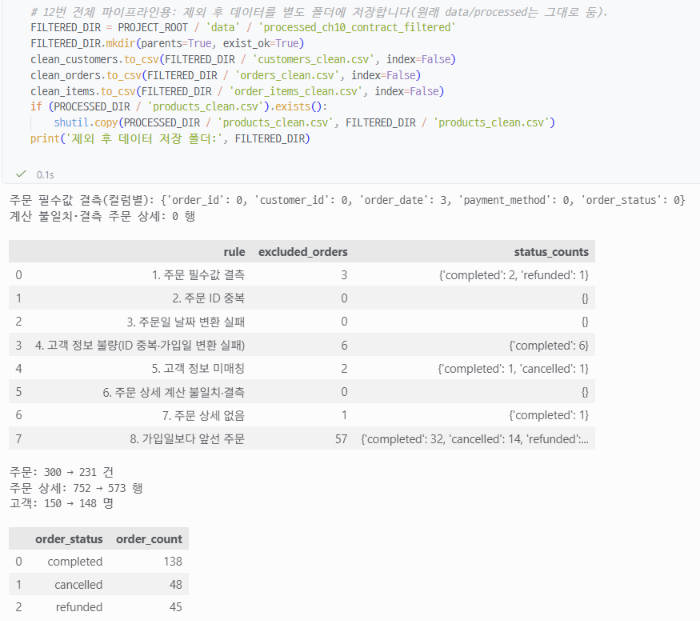 # 12번 전체 파이프라인용: 제외 후 데이터를 별도 폴더에 저장합니다(원래 data/processed는 그대로 둠).
FILTERED_DIR = PROJECT_ROOT / 'data' / 'processed_ch10_contract_filtered'
FILTERED_DIR.mkdir(parents=True, exist_ok=True)
clean_customers.to_csv(FILTERED_DIR / 'customers_clean.csv', index=False)
clean_orders.to_csv(FILTERED_DIR / 'orders_clean.csv', index=False)
clean_items.to_csv(FILTERED_DIR / 'order_items_clean.csv', index=False)
if (PROCESSED_DIR / 'products_clean.csv').exists():
    shutil.copy(PROCESSED_DIR / 'products_clean.csv', FILTERED_DIR / 'products_clean.csv')
print('제외 후 데이터 저장 폴더:', FILTERED_DIR)
✓ 0.1s
주문 필수값 결측(컬럼별): {'order_id': 0, 'customer_id': 0, 'order_date': 3, 'payment_method': 0, 'order_status': 0}
계산 불일치·결측 주문 상세: 0 행
rule excluded_orders status_counts
0 1. 주문 필수값 결측 3 {'completed': 2, 'refunded': 1}
1 2. 주문 ID 중복 0 {}
2 3. 주문일 날짜 변환 실패 0 {}
3 4. 고객 정보 불량(ID 중복·가입일 변환 실패) 6 {'completed': 6}
4 5. 고객 정보 미매칭 2 {'completed': 1, 'cancelled': 1}
5 6. 주문 상세 계산 불일치·결측 0 {}
6 7. 주문 상세 없음 1 {'completed': 1}
7 8. 가입일보다 앞선 주문 57 {'completed': 32, 'cancelled': 14, 'refunded':...
주문: 300 → 231 건
주문 상세: 752 → 573 행
고객: 150 → 148 명
order_status order_count
0 completed 138
1 cancelled 48
2 refunded 45